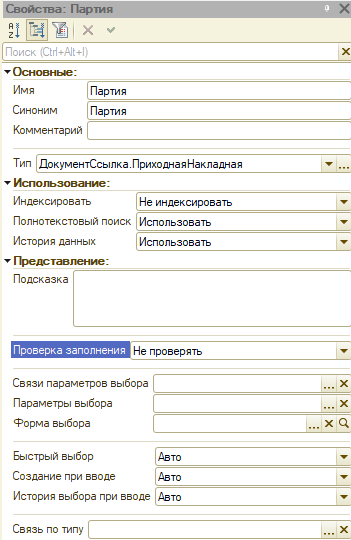 Свойства: Партия
Поиск (Ctrl+Alt+I)
Основные:
Имя Партия
Синоним Партия
Комментарий
Тип ДокументСсылка.ПриходнаяНакладная ...
Использование:
Индексировать Не индексировать
Полнотекстовый поиск Использовать
История данных Использовать
Представление:
Подсказка
Проверка заполнения Не проверять
Связи параметров выбора ...
Параметры выбора ...
Форма выбора ...
Быстрый выбор Авто
Создание при вводе Авто
История выбора при вводе Авто
Связь по типу ...